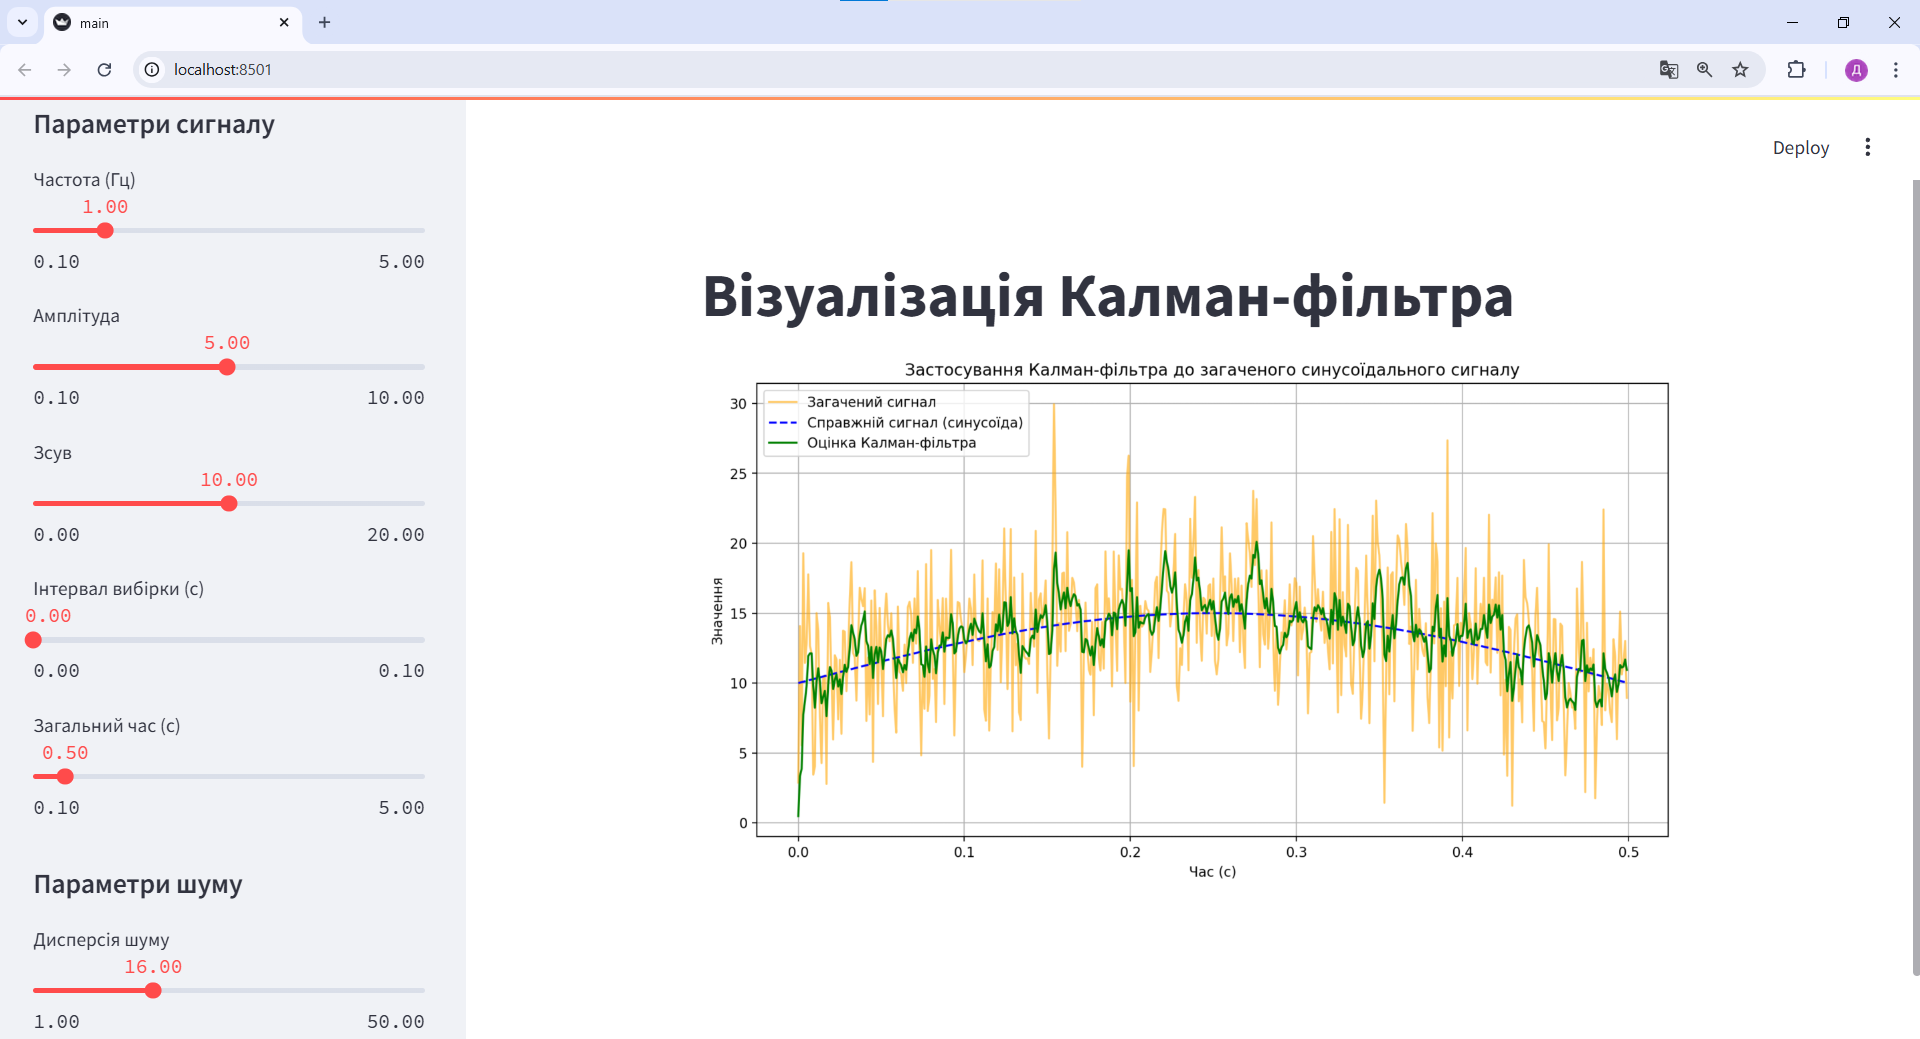 main
localhost:8501
Д
Deploy
Параметри сигналу
Частота (Гц)
1.00
0.10 5.00
Амплітуда
5.00
0.10 10.00
Зсув
10.00
0.00 20.00
Інтервал вибірки (с)
0.00
0.00 0.10
Загальний час (с)
0.50
0.10 5.00
Параметри шуму
Дисперсія шуму
16.00
1.00 50.00
Візуалізація Калман-фільтра
Застосування Калман-фільтра до загаченого синусоїдального сигналу
Загачений сигнал
Справжній сигнал (синусоїда)
Оцінка Калман-фільтра
Значення
30
25
20
15
10
5
0
0.0 0.1 0.2 0.3 0.4 0.5
Час (с)